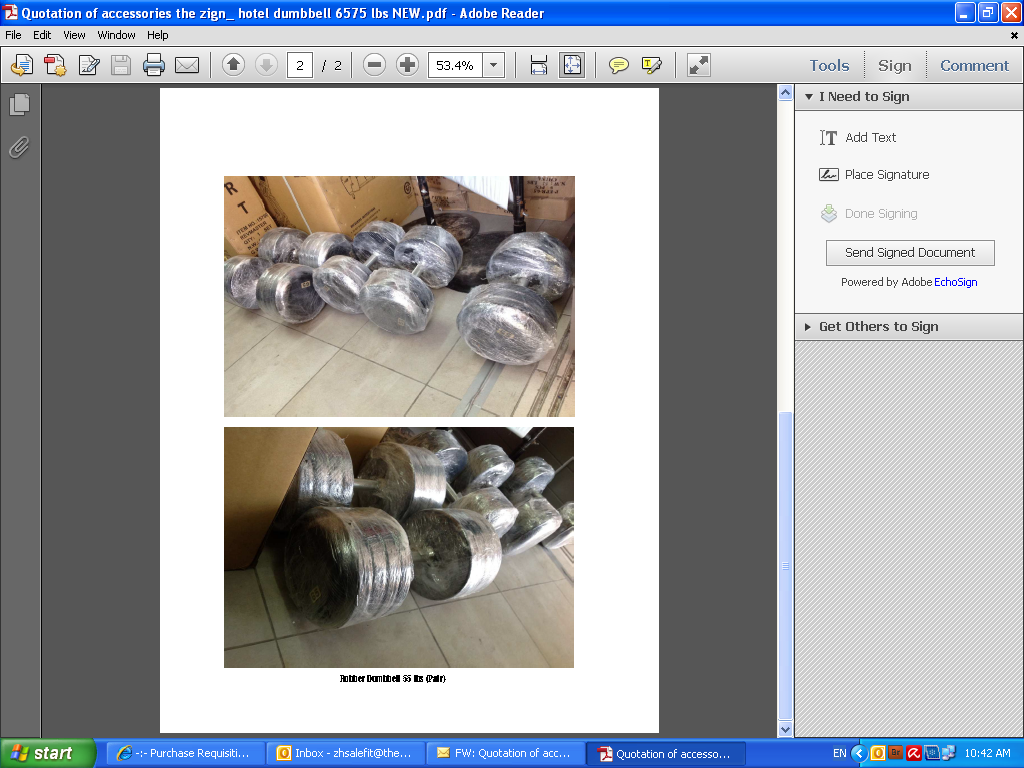 Quotation of accessories the zign_ hotel dumbbell 6575 lbs NEW.pdf - Adobe Reader
File Edit View Window Help
2 / 2 53.4% Tools Sign Comment
I Need to Sign
Add Text
Place Signature
Done Signing
Send Signed Document
Powered by Adobe EchoSign
Get Others to Sign
R
T
Rubber Dumbbell 55 lbs (Pair)
start -:- Purchase Requisiti... Inbox - zhsalefit@the... FW: Quotation of acc... Quotation of accesso... EN 10:42 AM